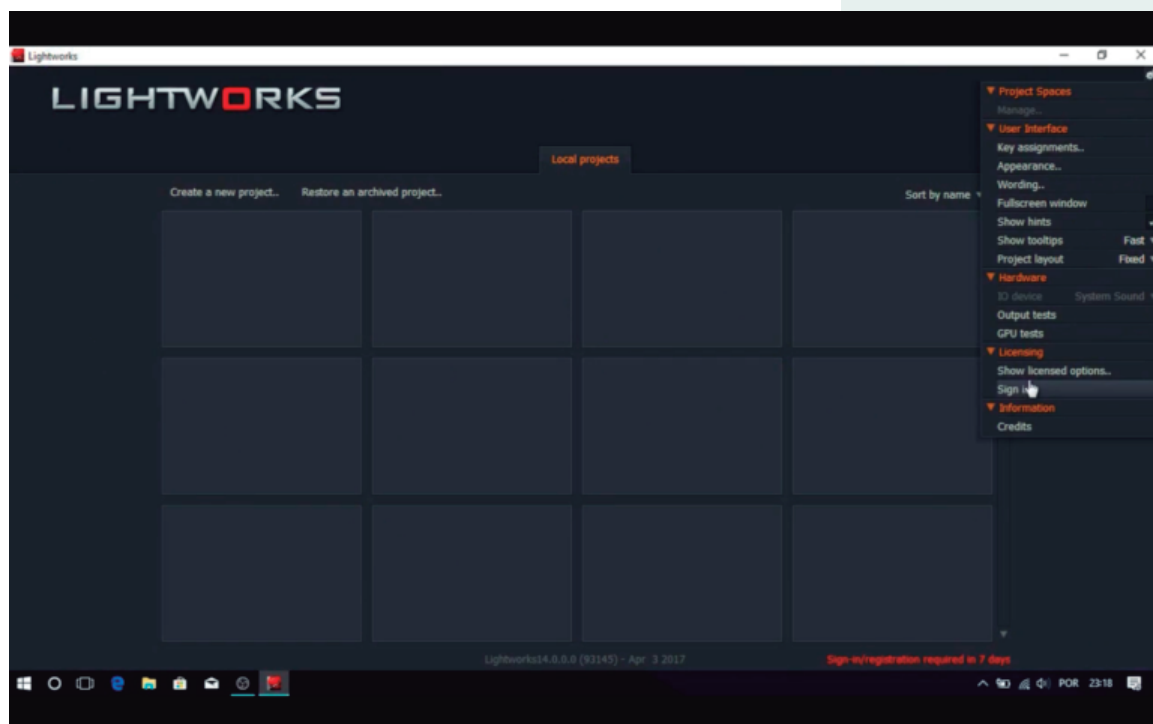 Lightworks
LIGHTWORKS
Local projects
Create a new project.. Restore an archived project..
Sort by name
Project Spaces
Manage..
User Interface
Key assignments..
Appearance..
Wording..
Fullscreen window
Show hints
Show tooltips Fast
Project layout Fixed
Hardware
IO device System Sound
Output tests
GPU tests
Licensing
Show licensed options..
Sign
Information
Credits
Lightworks14.0.0.0 (93145) - Apr 3 2017
Sign-in/registration required in 7 days
POR 23:18